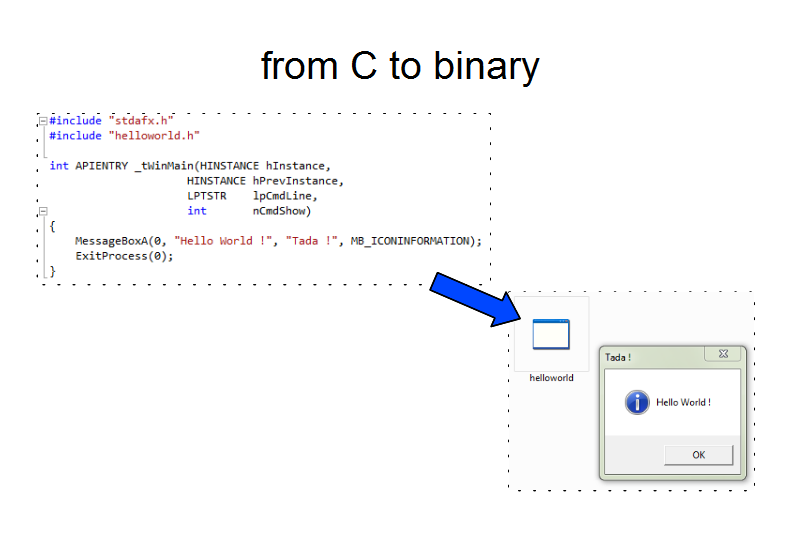 from C to binary
#include "stdafx.h"
#include "helloworld.h"
int APIENTRY _tWinMain(HINSTANCE hInstance,
HINSTANCE hPrevInstance,
LPTSTR    lpCmdLine,
int       nCmdShow)
{
MessageBoxA(0, "Hello World !", "Tada !", MB_ICONINFORMATION);
ExitProcess(0);
}
helloworld
Tada !
Hello World !
OK